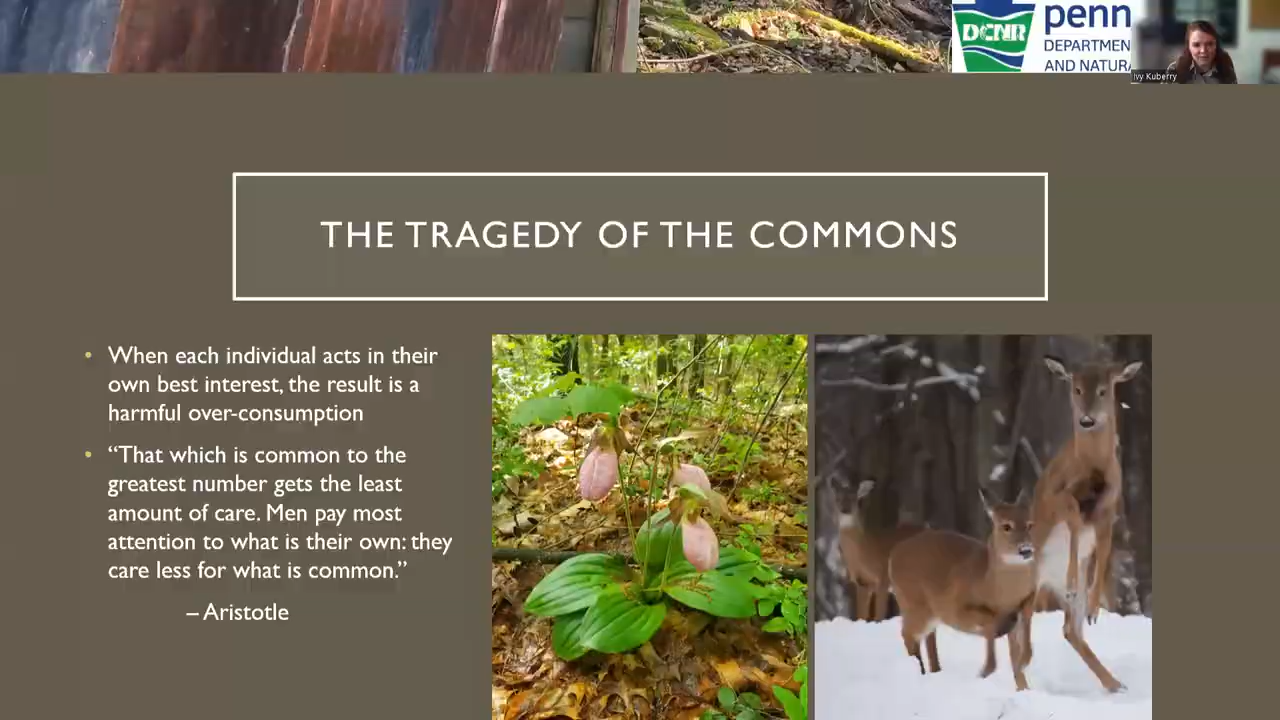 DCNR
penn
DEPARTMEN
AND NATURA
Ivy Kuberry
THE TRAGEDY OF THE COMMONS
• When each individual acts in their
own best interest, the result is a
harmful over-consumption
• “That which is common to the
greatest number gets the least
amount of care. Men pay most
attention to what is their own: they
care less for what is common.”
– Aristotle